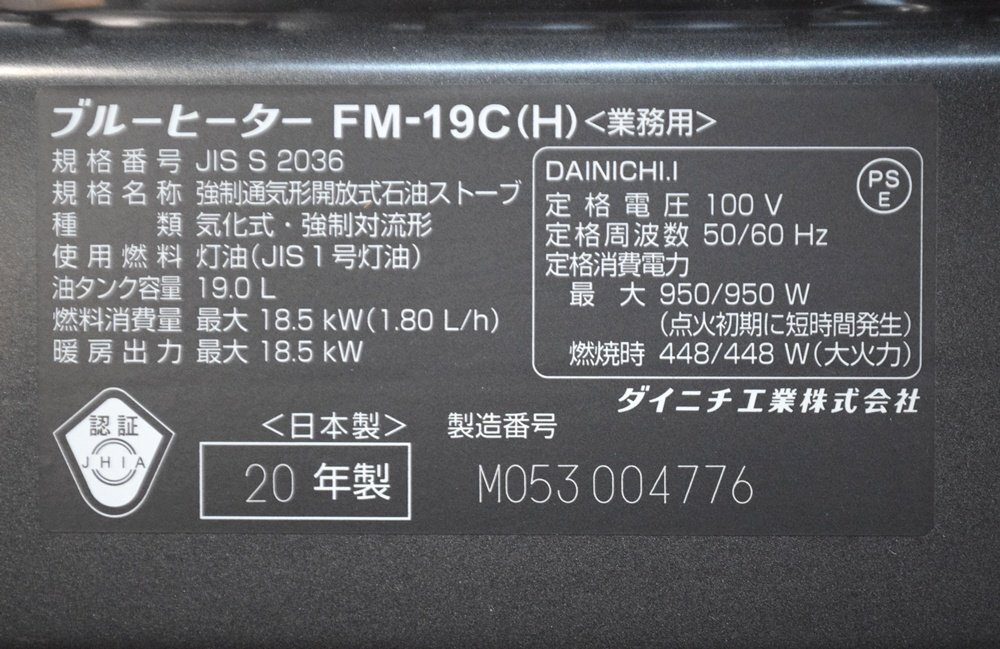 ブルーヒーター FM-19C(H)<業務用>
規格番号 JIS S 2036
規格名称 強制通気形開放式石油ストーブ
種類 気化式・強制対流形
使用燃料 灯油(JIS1号灯油)
油タンク容量 19.0 L
燃料消費量 最大 18.5 kW(1.80 L/h)
暖房出力 最大 18.5 kW
DAINICHI.I
PS
E
定格電圧 100 V
定格周波数 50/60 Hz
定格消費電力
最大 950/950 W
(点火初期に短時間発生)
燃焼時 448/448 W(大火力)
ダイニチ工業株式会社
認証
JHIA
<日本製>
20 年製
製造番号
M053004776